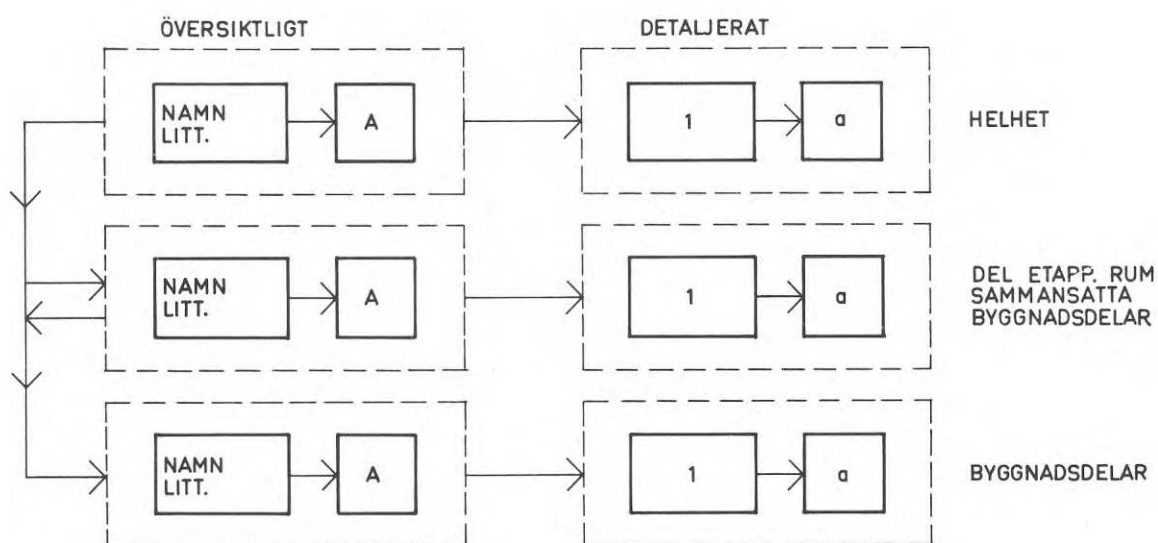 ÖVERSIKTLIGT
DETALJERAT
NAMN
LITT.
A
1
a
HELHET
NAMN
LITT.
A
1
a
DEL ETAPP. RUM
SAMMANSATTA
BYGGNADSDELAR
NAMN
LITT.
A
1
a
BYGGNADSDELAR